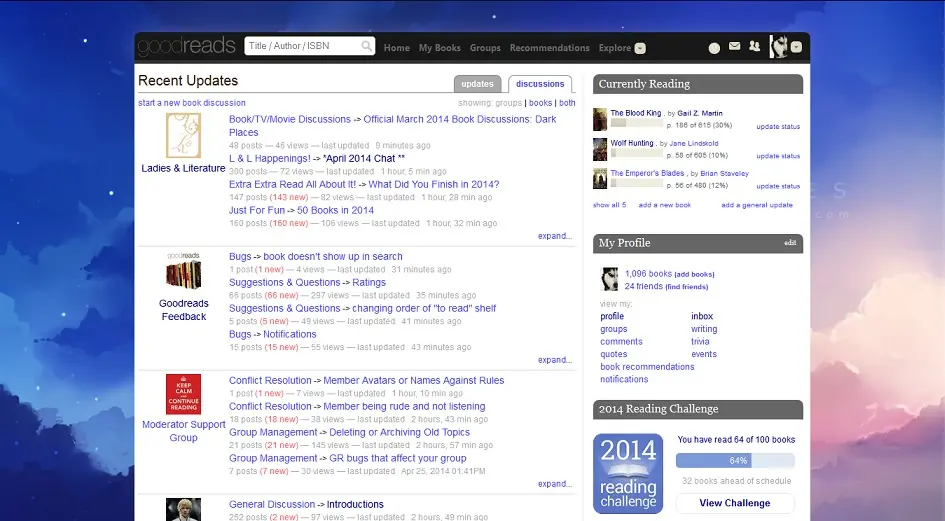 goodreads
Title / Author / ISBN
Home My Books Groups Recommendations Explore
Recent Updates
updates discussions
start a new book discussion
showing: groups | books | both
Ladies & Literature
Book/TV/Movie Discussions -> Official March 2014 Book Discussions: Dark
Places
48 posts — 46 views — last updated 9 minutes ago
L & L Happenings! -> *April 2014 Chat **
300 posts — 72 views — last updated 1 hour, 5 min ago
Extra Extra Read All About It! -> What Did You Finish in 2014?
147 posts (143 new) — 82 views — last updated 1 hour, 28 min ago
Just For Fun -> 50 Books in 2014
160 posts (160 new) — 106 views — last updated 1 hour, 32 min ago
expand...
goodreads
Goodreads
Feedback
Bugs -> book doesn't show up in search
1 post (1 new) — 4 views — last updated 31 minutes ago
Suggestions & Questions -> Ratings
66 posts (66 new) — 297 views — last updated 35 minutes ago
Suggestions & Questions -> changing order of "to read" shelf
5 posts (5 new) — 49 views — last updated 41 minutes ago
Bugs -> Notifications
15 posts (15 new) — 55 views — last updated 43 minutes ago
expand...
KEEP
CALM
AND
CONTINUE
READING
Moderator Support
Group
Conflict Resolution -> Member Avatars or Names Against Rules
1 post (1 new) — 7 views — last updated 1 hour, 10 min ago
Conflict Resolution -> Member being rude and not listening
18 posts (18 new) — 38 views — last updated 2 hours, 43 min ago
Group Management -> Deleting or Archiving Old Topics
21 posts (21 new) — 145 views — last updated 2 hours, 57 min ago
Group Management -> GR bugs that affect your group
7 posts (7 new) — 30 views — last updated Apr 25, 2014 01:41PM
expand...
General Discussion -> Introductions
252 posts (2 new) — 97 views — last updated 2 hours, 49 min ago
Currently Reading
The Blood King , by Gail Z. Martin
p. 186 of 615 (30%) update status
Wolf Hunting , by Jane Lindskold
p. 58 of 605 (10%) update status
The Emperor's Blades , by Brian Staveley
p. 56 of 480 (12%) update status
show all 5 add a new book add a general update
My Profile edit
1,096 books (add books)
24 friends (find friends)
view my:
profile inbox
groups writing
comments trivia
quotes events
book recommendations
notifications
2014 Reading Challenge
2014
reading
challenge
You have read 64 of 100 books
64%
32 books ahead of schedule
View Challenge